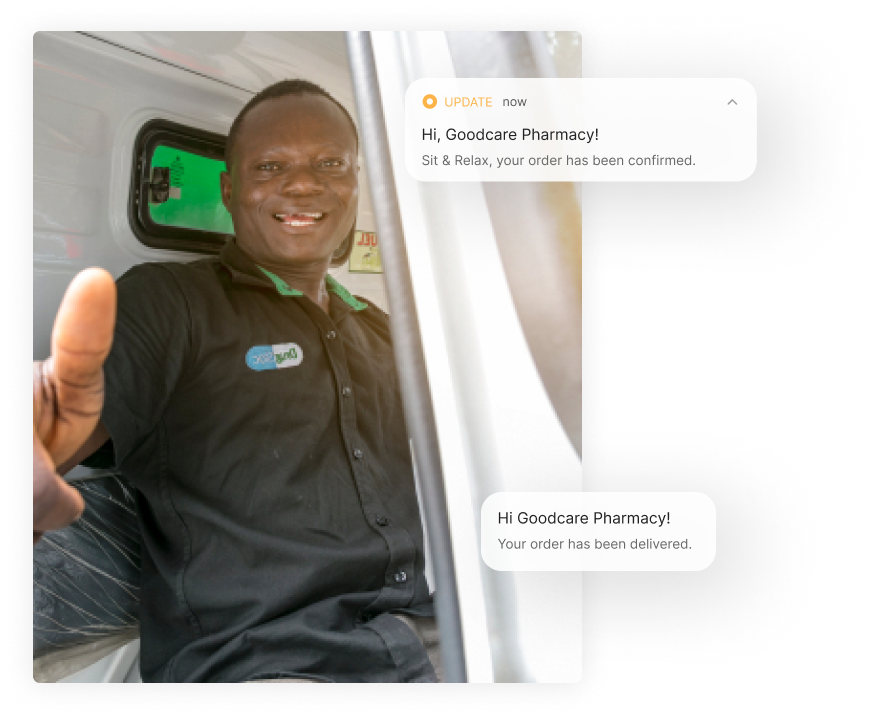 UPDATE now
Hi, Goodcare Pharmacy!
Sit & Relax, your order has been confirmed.
Hi Goodcare Pharmacy!
Your order has been delivered.